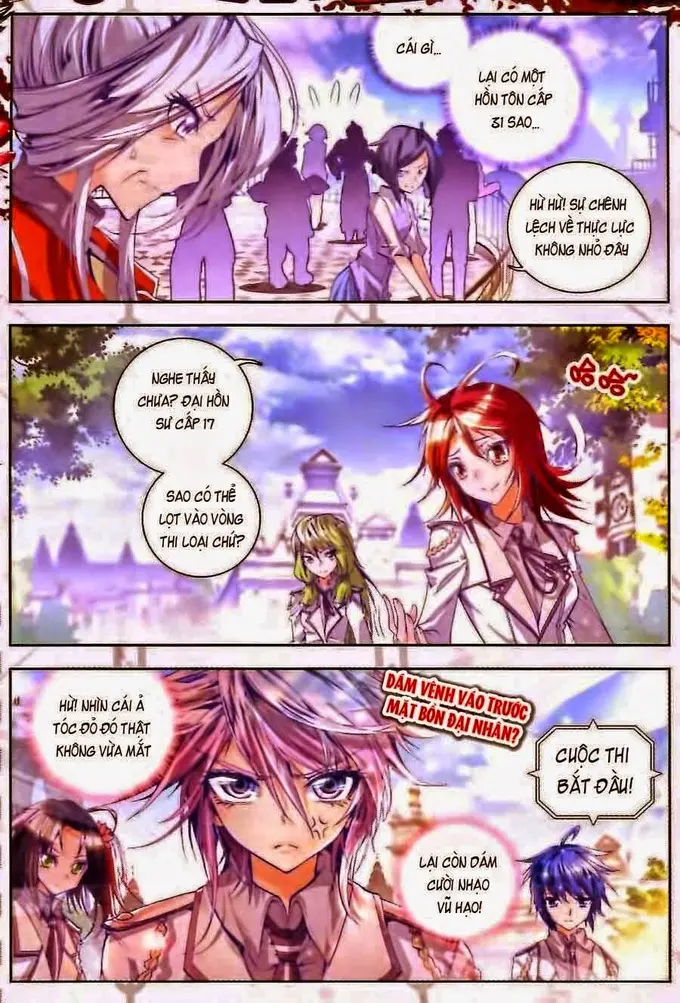 CÁI GÌ...
LẠI CÓ MỘT
HỒN TÔN CẤP
31 SAO...
HỪ HỪ! SỰ CHÊNH
LỆCH VỀ THỰC LỰC
KHÔNG NHỎ ĐÂY
NGHE THẤY
CHƯA? ĐẠI HỒN
SƯ CẤP 17
SAO CÓ THỂ
LỌT VÀO VÒNG
THI LOẠI CHỨ?
哈哈
HỪ! NHÌN CÁI Ả
TÓC ĐỎ ĐÓ THẬT
KHÔNG VỪA MẮT
DÁM VÊNH VÁO TRƯỚC
MẶT BỔN ĐẠI NHÂN?
CUỘC THI
BẮT ĐẦU!
LẠI CÒN DÁM
CƯỜI NHẠO
VŨ HẠO!